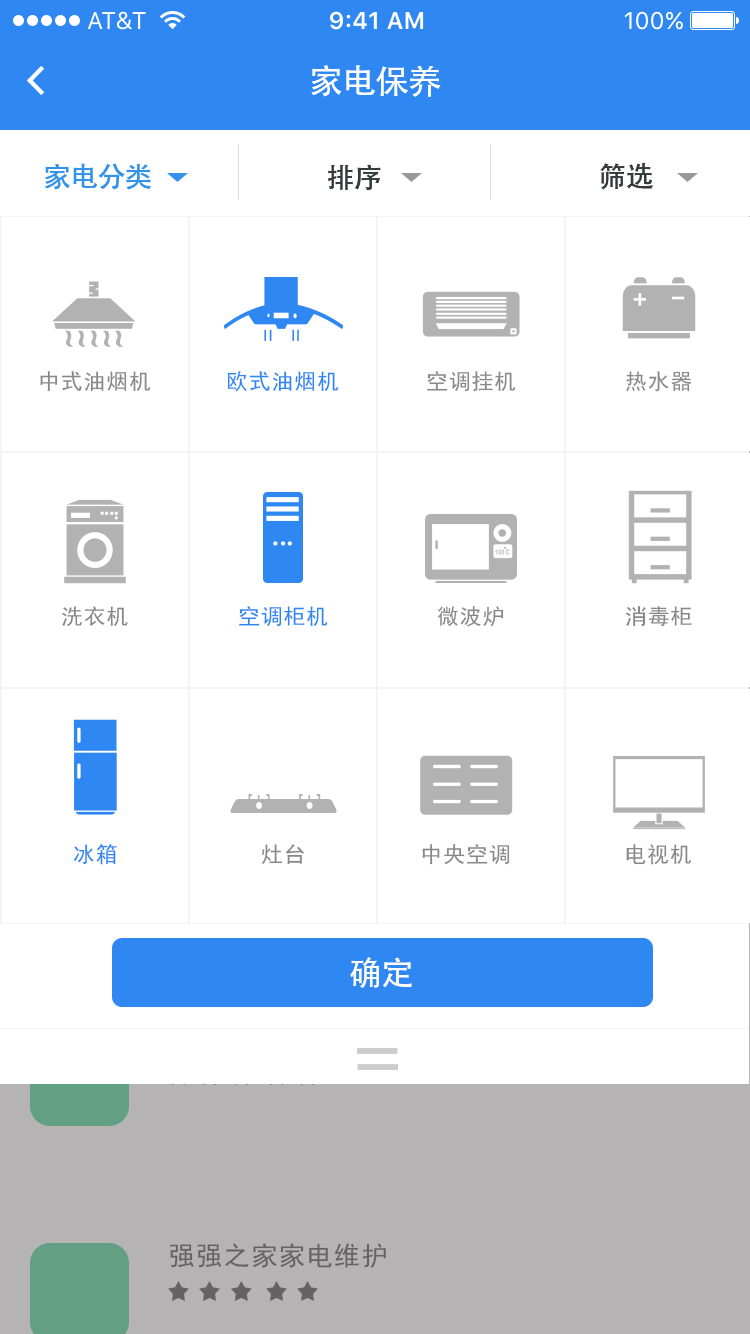 AT&T 9:41 AM 100%
家电保养
家电分类 排序 筛选
中式油烟机 欧式油烟机 空调挂机 热水器
洗衣机 空调柜机 微波炉 消毒柜
100℃
冰箱 灶台 中央空调 电视机
确定
强强之家家电维护